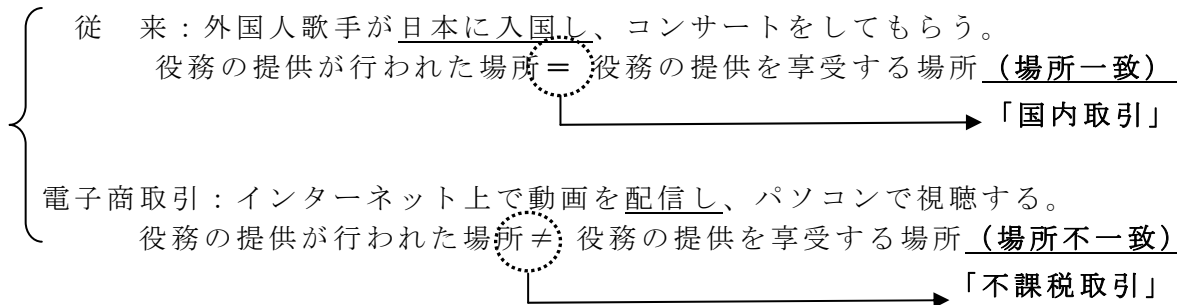 従　来：外国人歌手が日本に入国し、コンサートをしてもらう。
役務の提供が行われた場所＝役務の提供を享受する場所（場所一致）
「国内取引」
電子商取引：インターネット上で動画を配信し、パソコンで視聴する。
役務の提供が行われた場所≠役務の提供を享受する場所（場所不一致）
「不課税取引」